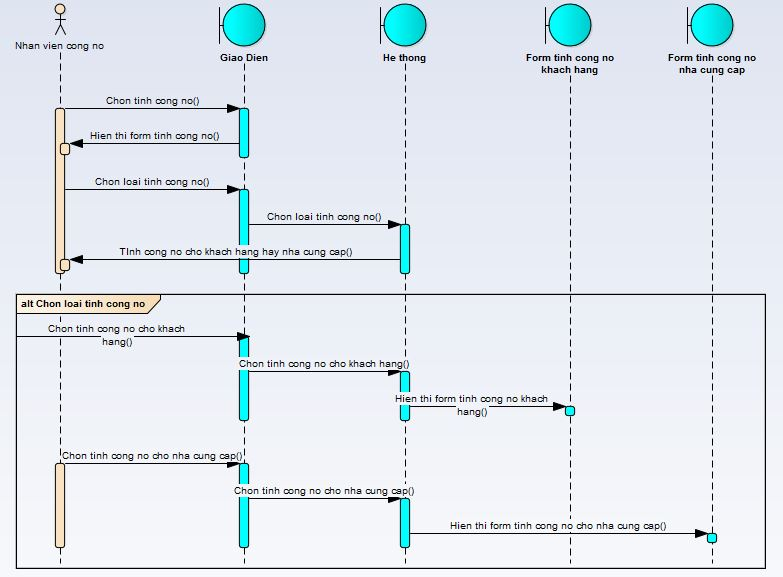 Nhan vien cong no
Giao Dien
He thong
Form tinh cong no
khach hang
Form tinh cong no
nha cung cap
Chon tinh cong no()
Hien thi form tinh cong no()
Chon loai tinh cong no()
Chon loai tinh cong no()
TInh cong no cho khach hang hay nha cung cap()
alt Chon loai tinh cong no
Chon tinh cong no cho khach
hang()
Chon tinh cong no cho khach hang()
Hien thi form tinh cong no khach
hang()
Chon tinh cong no cho nha cung cap()
Chon tinh cong no cho nha cung cap()
Hien thi form tinh cong no cho nha cung cap()